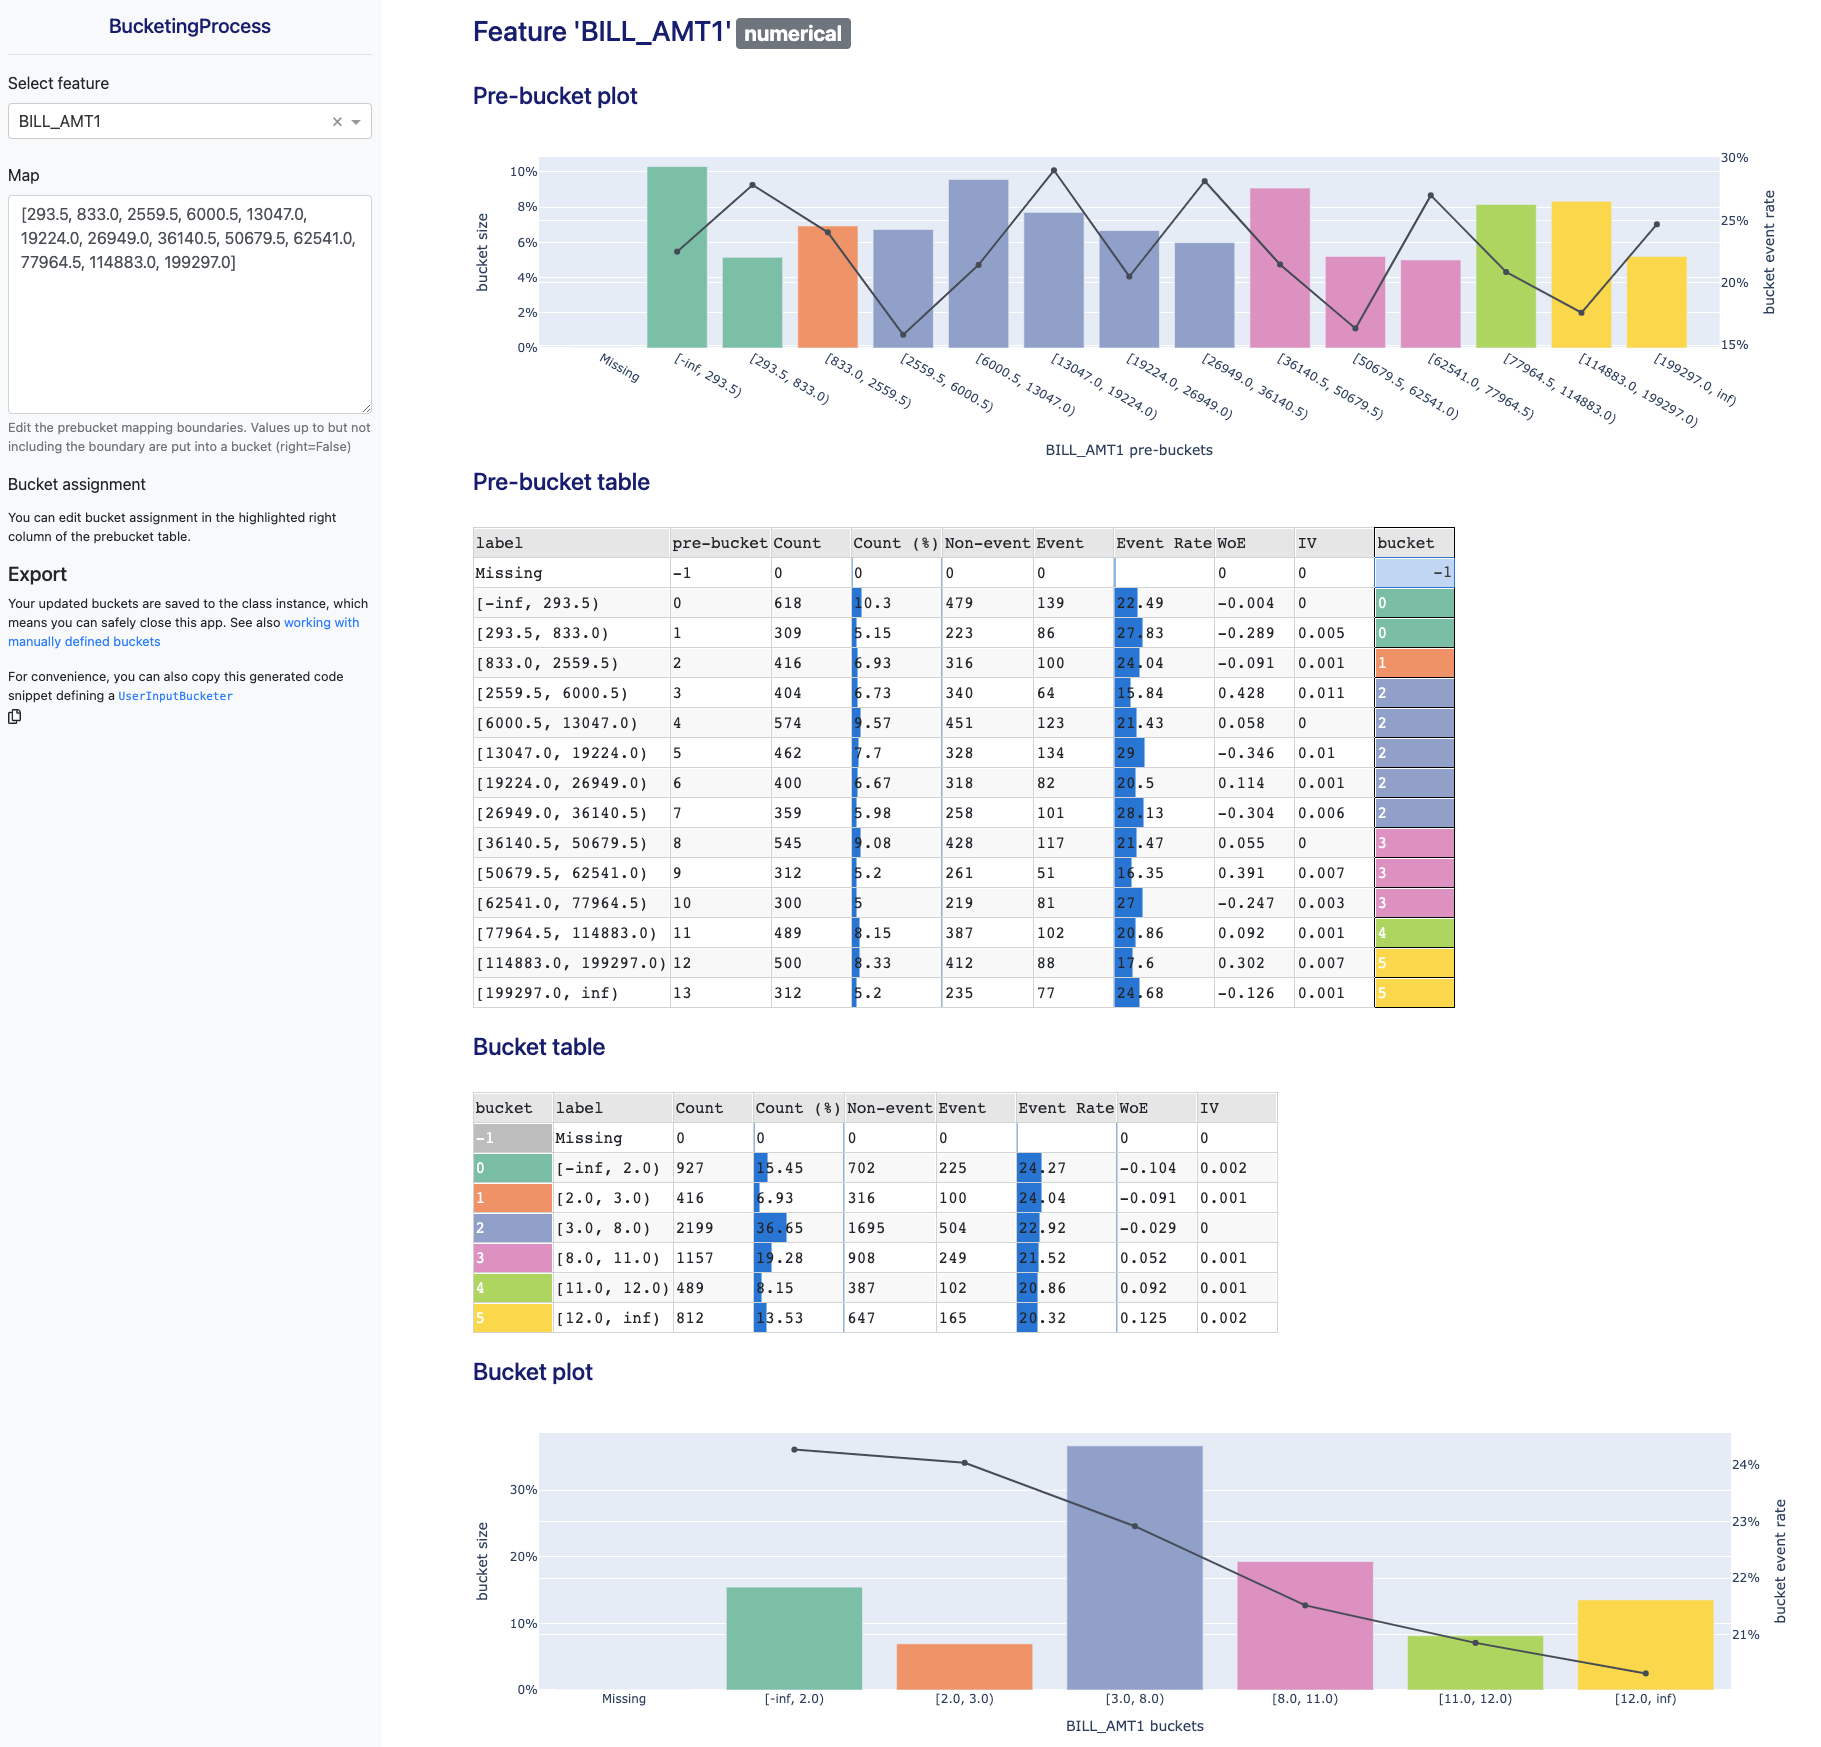 BucketingProcess
Select feature
BILL_AMT1
Map
[293.5, 833.0, 2559.5, 6000.5, 13047.0,
19224.0, 26949.0, 36140.5, 50679.5, 62541.0,
77964.5, 114883.0, 199297.0]
Edit the prebucket mapping boundaries. Values up to but not
including the boundary are put into a bucket (right=False)
Bucket assignment
You can edit bucket assignment in the highlighted right
column of the prebucket table.
Export
Your updated buckets are saved to the class instance, which
means you can safely close this app. See also working with
manually defined buckets
For convenience, you can also copy this generated code
snippet defining a UserInputBucketer
Feature 'BILL_AMT1' numerical
Pre-bucket plot
10%
8%
6%
4%
2%
0%
bucket size
30%
25%
20%
15%
bucket event rate
Missing
[-inf, 293.5)
[293.5, 833.0)
[833.0, 2559.5)
[2559.5, 6000.5)
[6000.5, 13047.0)
[13047.0, 19224.0)
[19224.0, 26949.0)
[26949.0, 36140.5)
[36140.5, 50679.5)
[50679.5, 62541.0)
[62541.0, 77964.5)
[77964.5, 114883.0)
[114883.0, 199297.0)
[199297.0, inf)
BILL_AMT1 pre-buckets
Pre-bucket table
label pre-bucket Count Count (%) Non-event Event Event Rate WoE IV bucket
Missing -1 0 0 0 0 0 0 -1
[-inf, 293.5) 0 618 10.3 479 139 22.49 -0.004 0 0
[293.5, 833.0) 1 309 5.15 223 86 27.83 -0.289 0.005 0
[833.0, 2559.5) 2 416 6.93 316 100 24.04 -0.091 0.001 1
[2559.5, 6000.5) 3 404 6.73 340 64 15.84 0.428 0.011 2
[6000.5, 13047.0) 4 574 9.57 451 123 21.43 0.058 0 2
[13047.0, 19224.0) 5 462 7.7 328 134 29 -0.346 0.01 2
[19224.0, 26949.0) 6 400 6.67 318 82 20.5 0.114 0.001 2
[26949.0, 36140.5) 7 359 5.98 258 101 28.13 -0.304 0.006 2
[36140.5, 50679.5) 8 545 9.08 428 117 21.47 0.055 0 3
[50679.5, 62541.0) 9 312 5.2 261 51 16.35 0.391 0.007 3
[62541.0, 77964.5) 10 300 5 219 81 27 -0.247 0.003 3
[77964.5, 114883.0) 11 489 8.15 387 102 20.86 0.092 0.001 4
[114883.0, 199297.0) 12 500 8.33 412 88 17.6 0.302 0.007 5
[199297.0, inf) 13 312 5.2 235 77 24.68 -0.126 0.001 5
Bucket table
bucket label Count Count (%) Non-event Event Event Rate WoE IV
-1 Missing 0 0 0 0 0 0
0 [-inf, 2.0) 927 15.45 702 225 24.27 -0.104 0.002
1 [2.0, 3.0) 416 6.93 316 100 24.04 -0.091 0.001
2 [3.0, 8.0) 2199 36.65 1695 504 22.92 -0.029 0
3 [8.0, 11.0) 1157 19.28 908 249 21.52 0.052 0.001
4 [11.0, 12.0) 489 8.15 387 102 20.86 0.092 0.001
5 [12.0, inf) 812 13.53 647 165 20.32 0.125 0.002
Bucket plot
30%
20%
10%
0%
bucket size
24%
23%
22%
21%
bucket event rate
Missing
[-inf, 2.0)
[2.0, 3.0)
[3.0, 8.0)
[8.0, 11.0)
[11.0, 12.0)
[12.0, inf)
BILL_AMT1 buckets